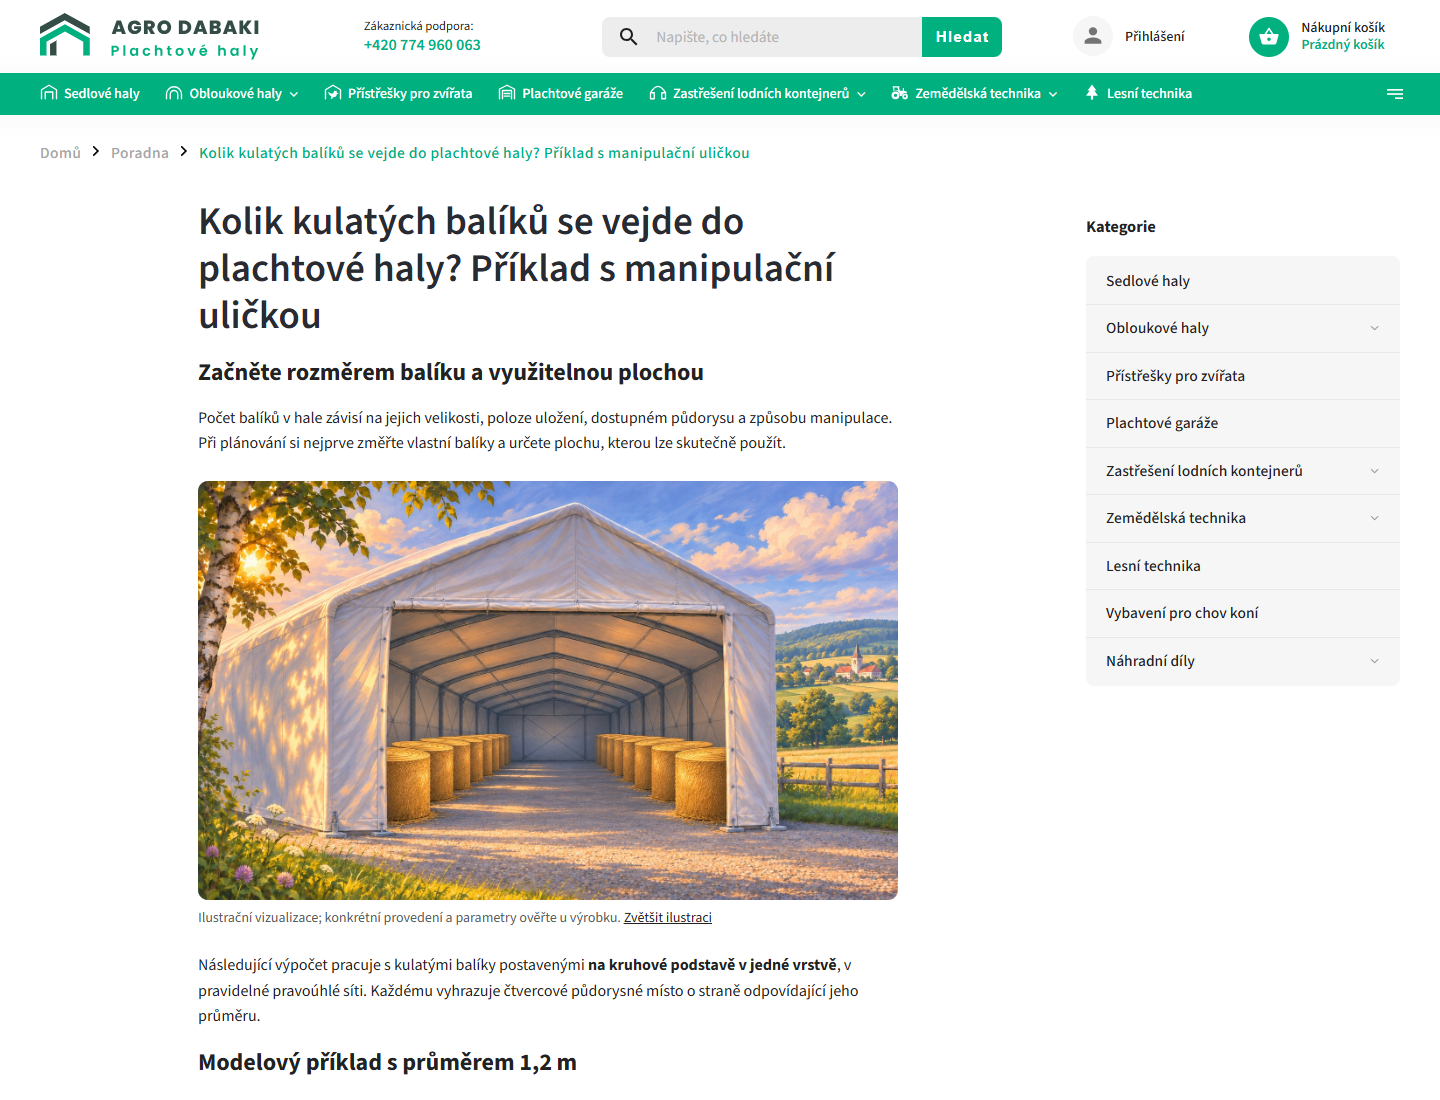 AGRO DABAKI
Plachtové haly
Zákaznická podpora:
+420 774 960 063
Napište, co hledáte
Hledat
Přihlášení
Nákupní košík
Prázdný košík
Sedlové haly
Obloukové haly
Přístřešky pro zvířata
Plachtové garáže
Zastřešení lodních kontejnerů
Zemědělská technika
Lesní technika
Domů
Poradna
Kolik kulatých balíků se vejde do plachtové haly? Příklad s manipulační uličkou
Kolik kulatých balíků se vejde do
plachtové haly? Příklad s manipulační
uličkou
Začněte rozměrem balíku a využitelnou plochou
Počet balíků v hale závisí na jejich velikosti, poloze uložení, dostupném půdorysu a způsobu manipulace.
Při plánování si nejprve změřte vlastní balíky a určete plochu, kterou lze skutečně použít.
Ilustrační vizualizace; konkrétní provedení a parametry ověřte u výrobku. Zvětšit ilustraci
Následující výpočet pracuje s kulatými balíky postavenými na kruhové podstavě v jedné vrstvě, v
pravidelné pravoúhlé síti. Každému vyhrazuje čtvercové půdorysné místo o straně odpovídající jeho
průměru.
Modelový příklad s průměrem 1,2 m
Kategorie
Sedlové haly
Obloukové haly
Přístřešky pro zvířata
Plachtové garáže
Zastřešení lodních kontejnerů
Zemědělská technika
Lesní technika
Vybavení pro chov koní
Náhradní díly